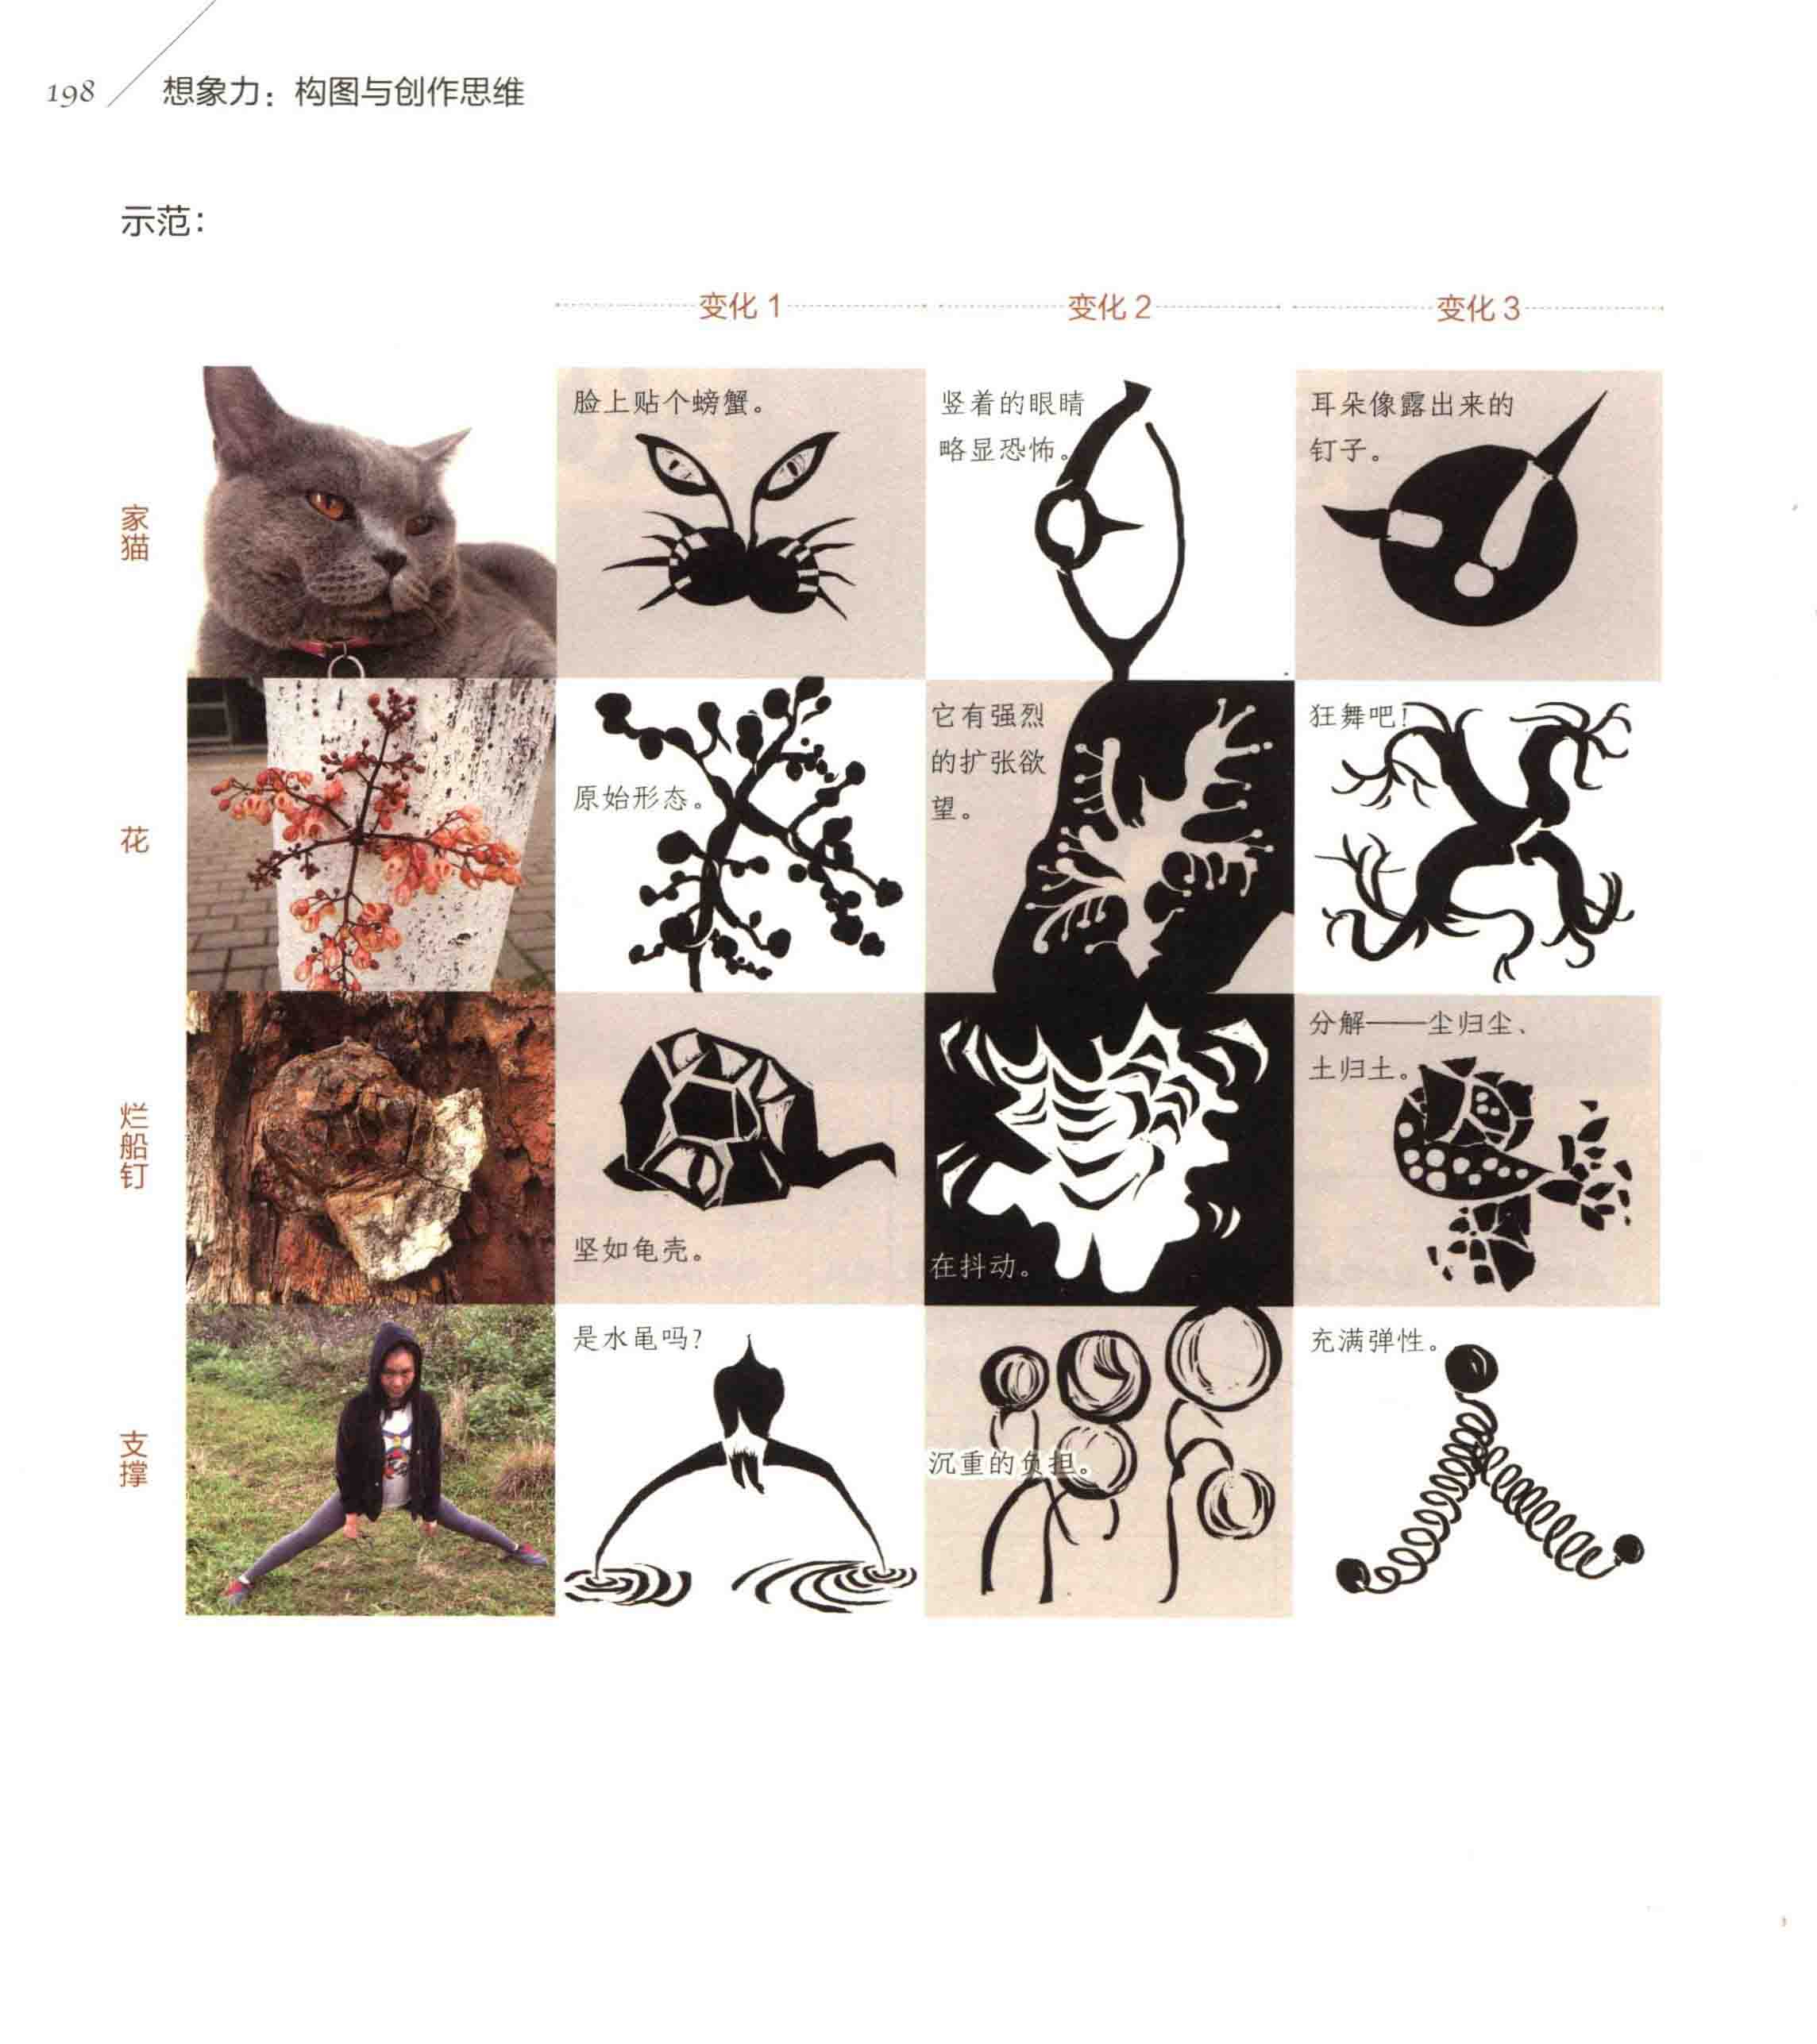 198 想象力：构图与创作思维
示范：
变化 1
变化 2
变化 3
家猫
脸上贴个螃蟹。
竖着的眼睛
略显恐怖。
耳朵像露出来的
钉子。
花
原始形态。
它有强烈
的扩张欲
望。
狂舞吧！
烂船钉
坚如龟壳。
在抖动。
分解——尘归尘、
土归土。
支撑
是水黾吗？
沉重的负担。
充满弹性。